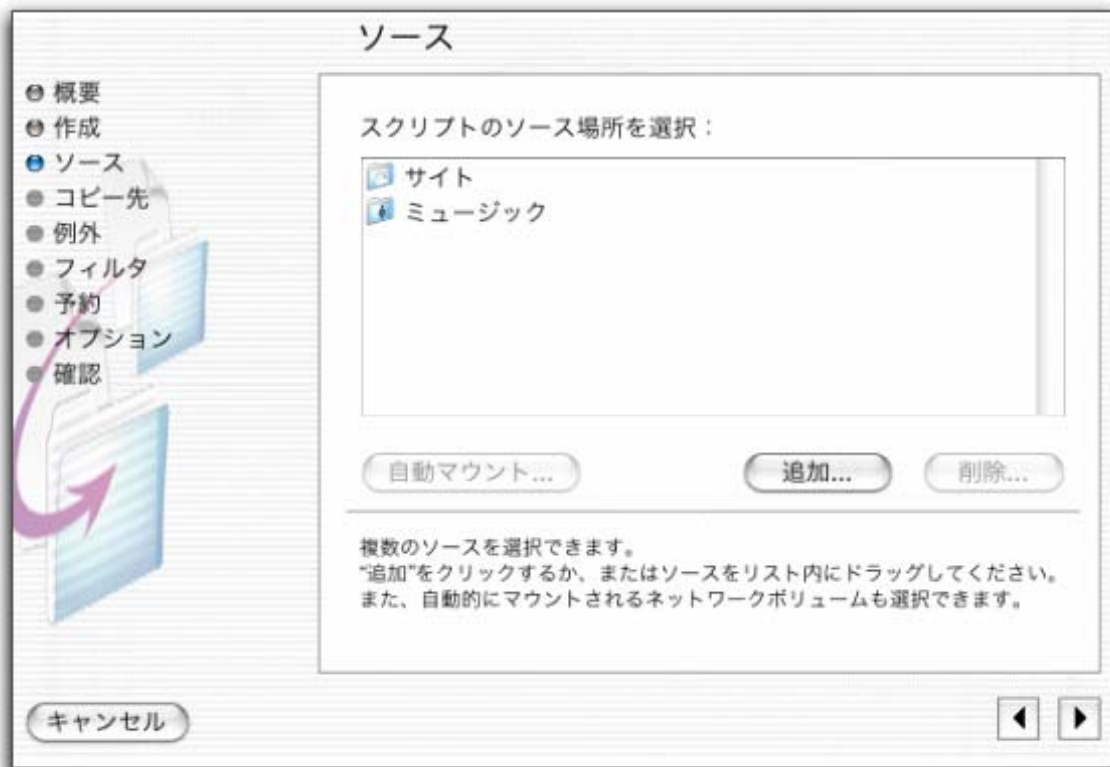 ソース
概要
作成
ソース
コピー先
例外
フィルタ
予約
オプション
確認
スクリプトのソース場所を選択：
サイト
ミュージック
自動マウント...
追加...
削除...
複数のソースを選択できます。
“追加”をクリックするか、またはソースをリスト内にドラッグしてください。
また、自動的にマウントされるネットワークボリュームも選択できます。
キャンセル